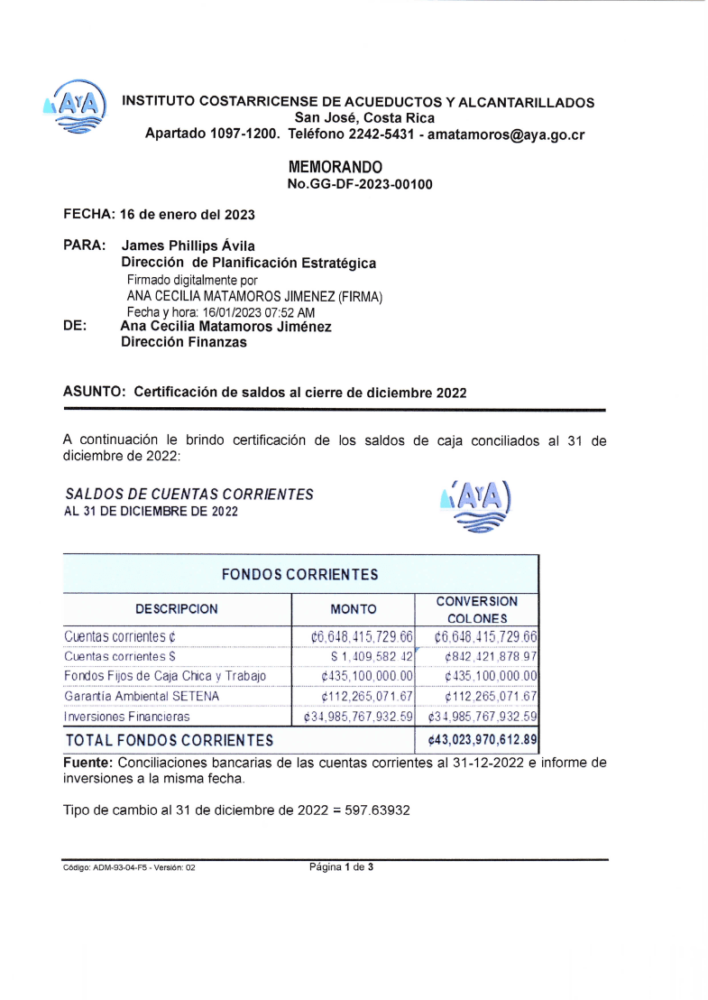 AYA
INSTITUTO COSTARRICENSE DE ACUEDUCTOS Y ALCANTARILLADOS
San José, Costa Rica
Apartado 1097-1200. Teléfono 2242-5431 - amatamoros@aya.go.cr
MEMORANDO
No.GG-DF-2023-00100
FECHA: 16 de enero del 2023
PARA: James Phillips Ávila
Dirección de Planificación Estratégica
Firmado digitalmente por
ANA CECILIA MATAMOROS JIMENEZ (FIRMA)
Fecha y hora: 16/01/2023 07:52 AM
DE: Ana Cecilia Matamoros Jiménez
Dirección Finanzas
ASUNTO: Certificación de saldos al cierre de diciembre 2022
A continuación le brindo certificación de los saldos de caja conciliados al 31 de
diciembre de 2022:
SALDOS DE CUENTAS CORRIENTES
AL 31 DE DICIEMBRE DE 2022
AYA
FONDOS CORRIENTES
DESCRIPCION MONTO CONVERSION
COLONES
Cuentas corrientes ¢ ¢6,648,415,729.66 ¢6,648,415,729.66
Cuentas corrientes $ $ 1,409,582.42 ¢842,421,878.97
Fondos Fijos de Caja Chica y Trabajo ¢435,100,000.00 ¢435,100,000.00
Garantía Ambiental SETENA ¢112,265,071.67 ¢112,265,071.67
Inversiones Financieras ¢34,985,767,932.59 ¢34,985,767,932.59
TOTAL FONDOS CORRIENTES ¢43,023,970,612.89
Fuente: Conciliaciones bancarias de las cuentas corrientes al 31-12-2022 e informe de
inversiones a la misma fecha.
Tipo de cambio al 31 de diciembre de 2022 = 597.63932
Código: ADM-93-04-F5 - Versión: 02 Página 1 de 3